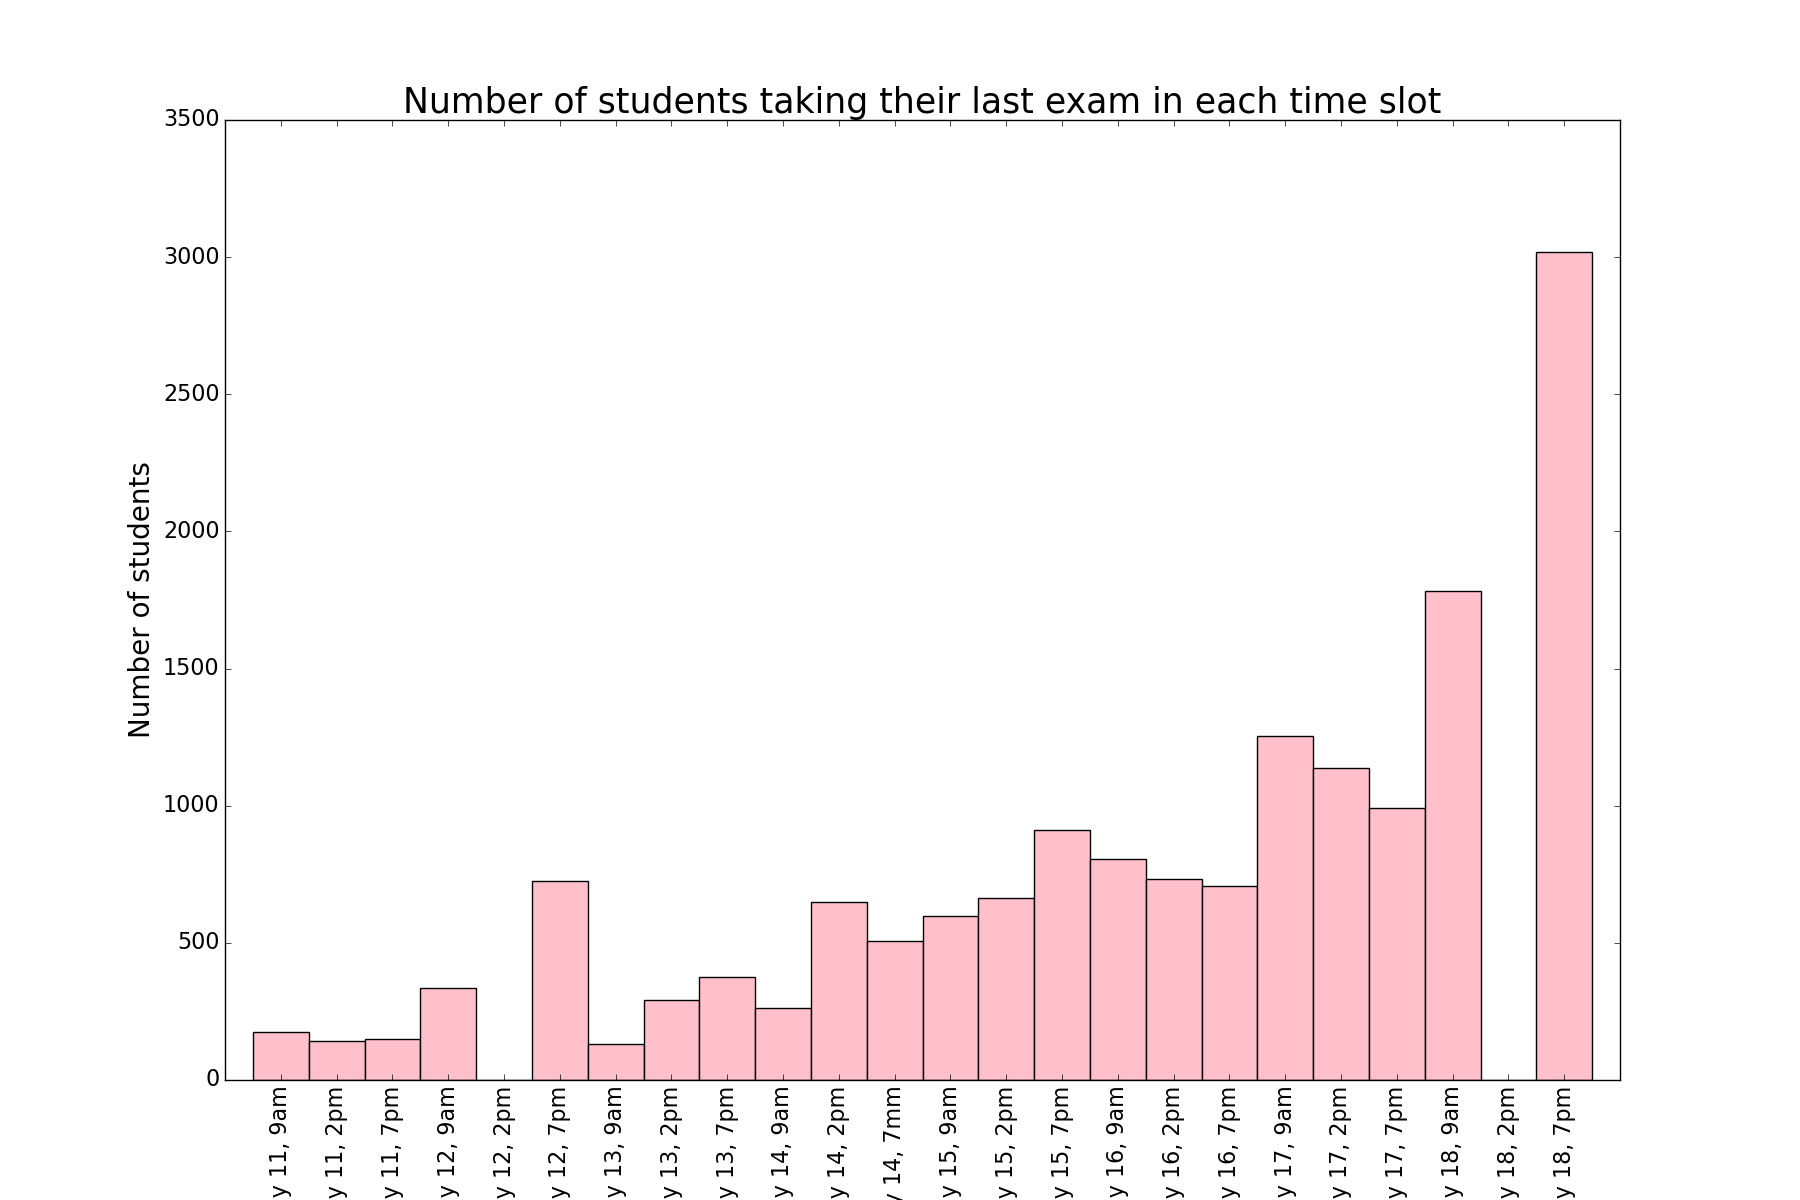 Number of students taking their last exam in each time slot
3500
3000
2500
2000
1500
1000
500
0
Number of students
y 11, 9am
y 11, 2pm
y 11, 7pm
y 12, 9am
y 12, 2pm
y 12, 7pm
y 13, 9am
y 13, 2pm
y 13, 7pm
y 14, 9am
y 14, 2pm
y 14, 7mm
y 15, 9am
y 15, 2pm
y 15, 7pm
y 16, 9am
y 16, 2pm
y 16, 7pm
y 17, 9am
y 17, 2pm
y 17, 7pm
y 18, 9am
y 18, 2pm
y 18, 7pm